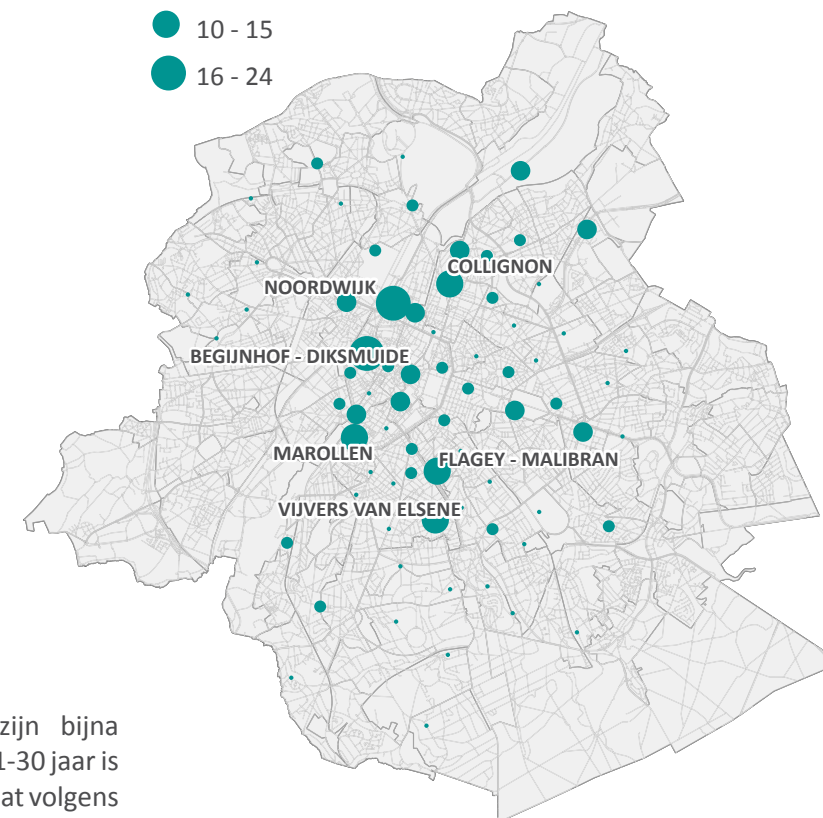 10 - 15
16 - 24
COLLIGNON
NOORDWIJK
BEGIJNHOF - DIKSMUIDE
MAROLLEN
FLAGEY - MALIBRAN
VIJVERS VAN ELSENE
zijn bijna
1-30 jaar is
at volgens